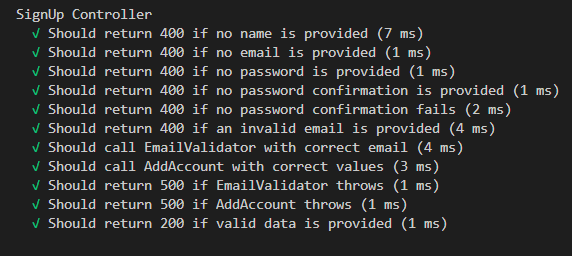 SignUp Controller
√ Should return 400 if no name is provided (7 ms)
√ Should return 400 if no email is provided (1 ms)
√ Should return 400 if no password is provided (1 ms)
√ Should return 400 if no password confirmation is provided (1 ms)
√ Should return 400 if no password confirmation fails (2 ms)
√ Should return 400 if an invalid email is provided (4 ms)
√ Should call EmailValidator with correct email (4 ms)
√ Should call AddAccount with correct values (3 ms)
√ Should return 500 if EmailValidator throws (1 ms)
√ Should return 500 if AddAccount throws (1 ms)
√ Should return 200 if valid data is provided (1 ms)